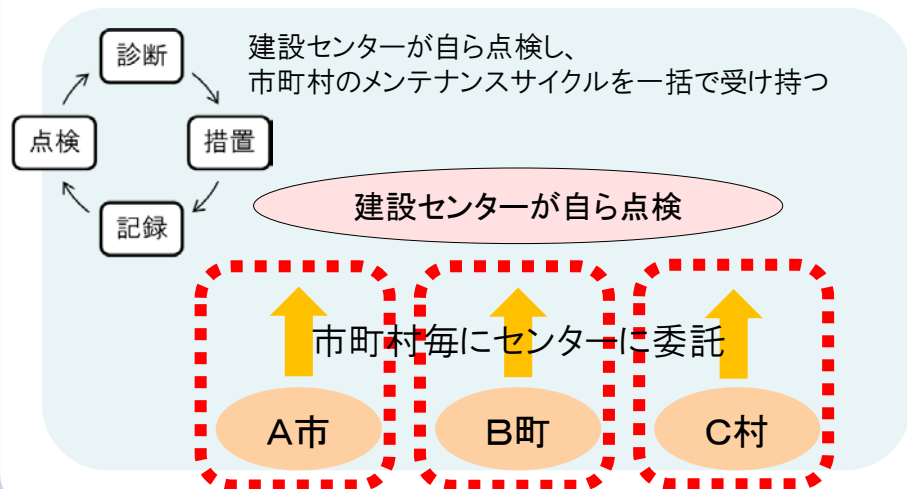 診断
建設センターが自ら点検し、
市町村のメンテナンスサイクルを一括で受け持つ
点検
措置
記録
建設センターが自ら点検
市町村毎にセンターに委託
A市
B町
C村